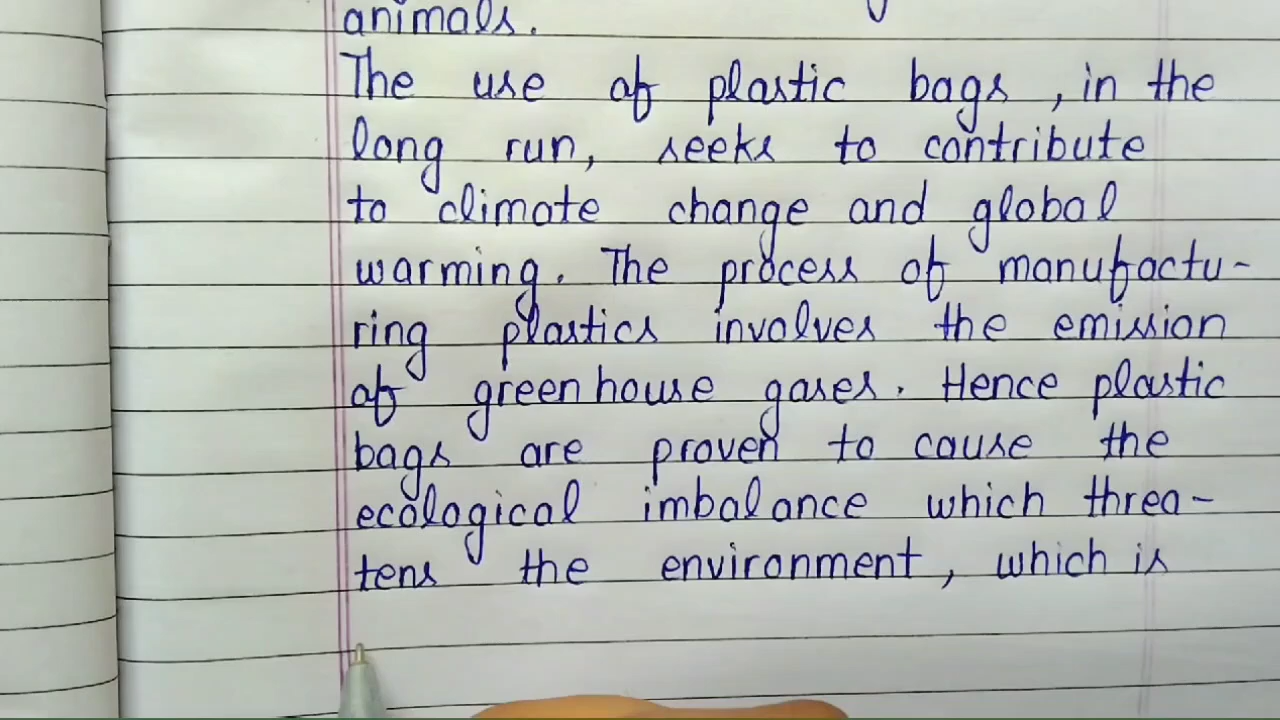 animals.
The use of plastic bags, in the
long run, seeks to contribute
to climate change and global
warming. The process of manufactu-
ring plastics involves the emission
of greenhouse gases. Hence plastic
bags are proven to cause the
ecological imbalance which threa-
tens the environment, which is